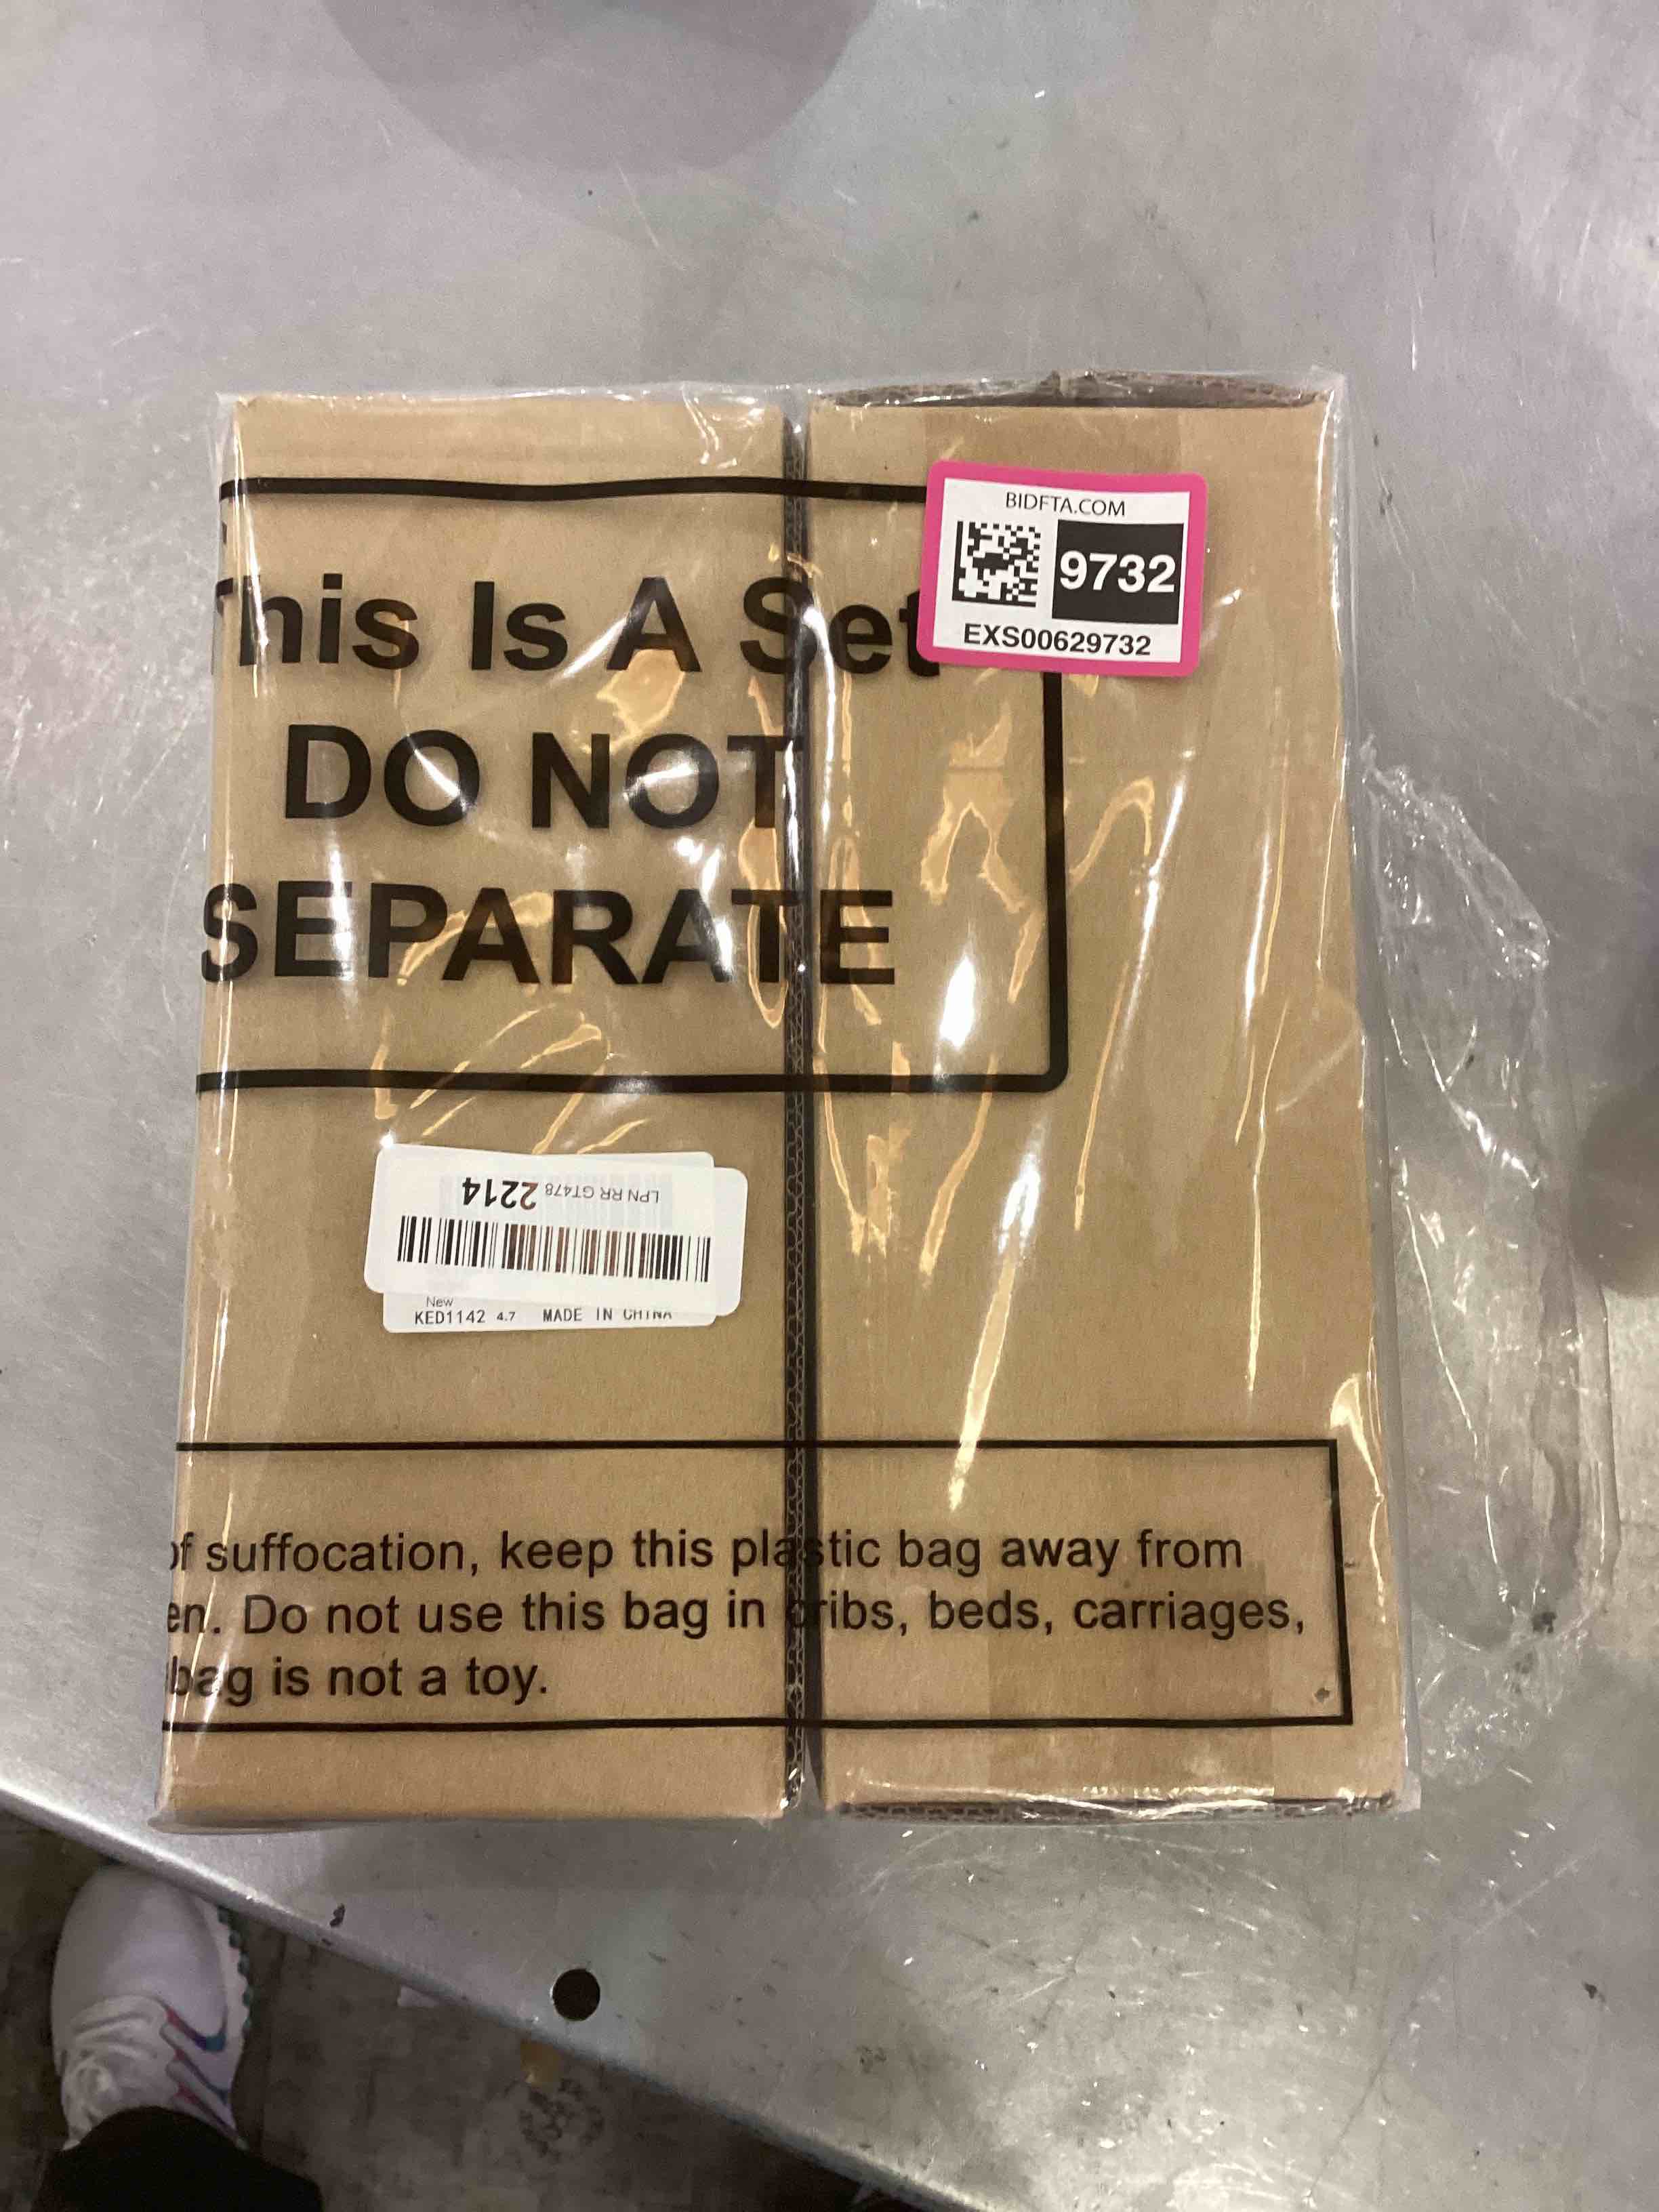 BIDFTA.COM
9732
EXS00629732
This Is A Set
DO NOT
SEPARATE
LPN RR GT478 2214
New
KED1142 4.7 MADE IN CHINA
of suffocation, keep this plastic bag away from
en. Do not use this bag in cribs, beds, carriages,
bag is not a toy.